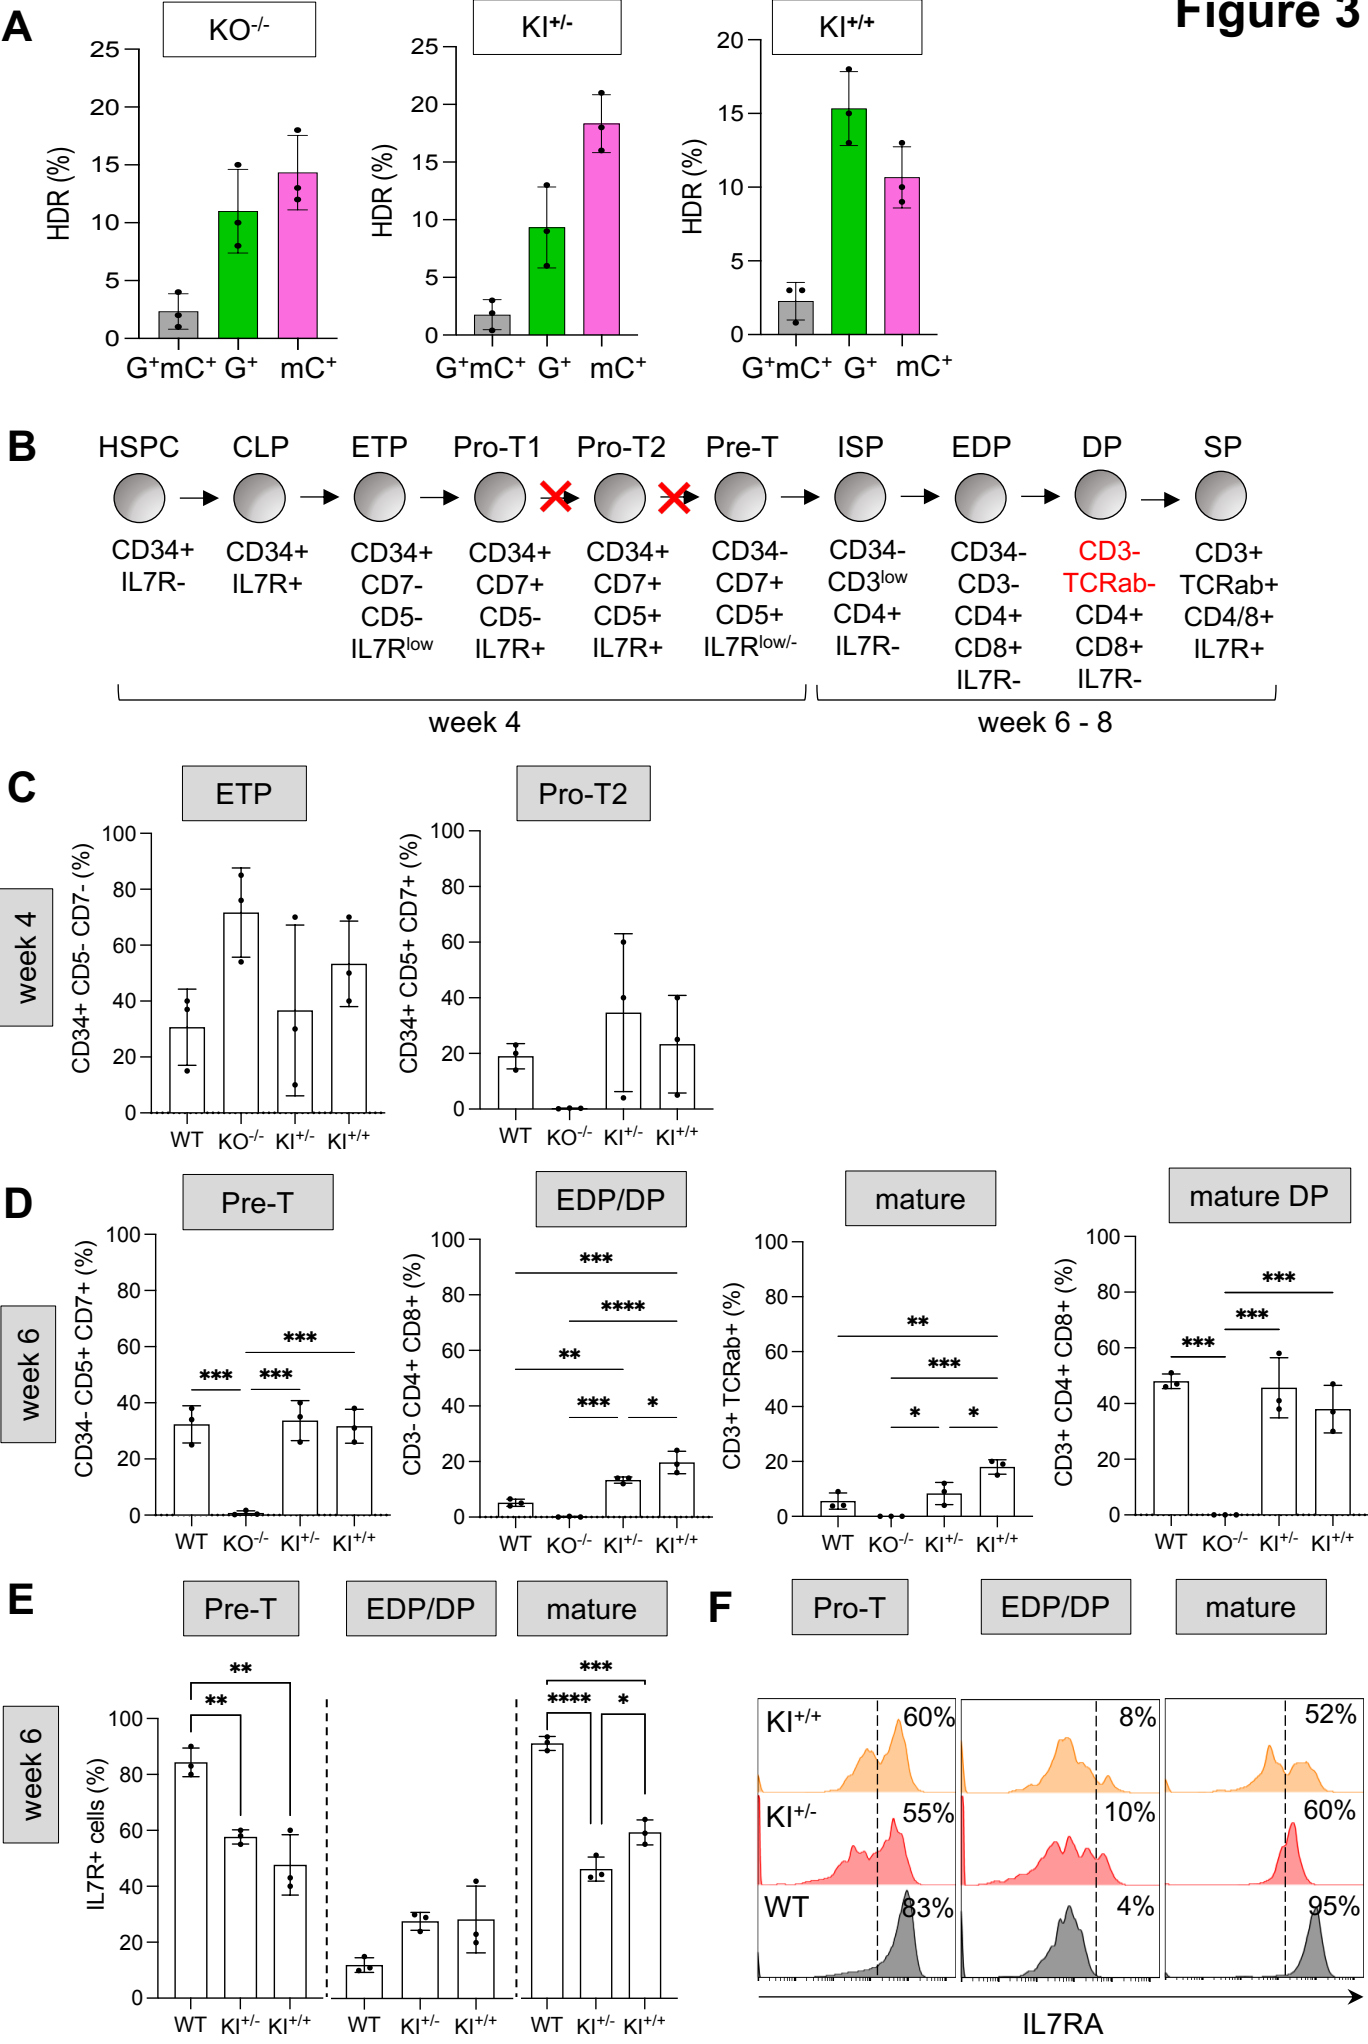 Figure 3
A
KO-/-
KI+/-
KI+/+
HDR (%)
25
20
15
10
5
0
G+mC+ G+ mC+
HDR (%)
25
20
15
10
5
0
G+mC+ G+ mC+
HDR (%)
20
15
10
5
0
G+mC+ G+ mC+
B
HSPC CLP ETP Pro-T1 Pro-T2 Pre-T ISP EDP DP SP
CD34+
IL7R-
CD34+
IL7R+
CD34+
CD7-
CD5-
IL7Rlow
CD34+
CD7+
CD5-
IL7R+
CD34+
CD7+
CD5+
IL7R+
CD34-
CD7+
CD5+
IL7Rlow/-
CD34-
CD3low
CD4+
IL7R-
CD34-
CD3-
CD4+
CD8+
IL7R-
CD3-
TCRab-
CD4+
CD8+
IL7R-
CD3+
TCRab+
CD4/8+
IL7R+
week 4
week 6 - 8
C
week 4
ETP
CD34+ CD5- CD7- (%)
100
80
60
40
20
0
WT KO-/- KI+/- KI+/+
Pro-T2
CD34+ CD5+ CD7+ (%)
100
80
60
40
20
0
WT KO-/- KI+/- KI+/+
D
week 6
Pre-T
CD34- CD5+ CD7+ (%)
100
80
60
40
20
0
***
*** ***
WT KO-/- KI+/- KI+/+
EDP/DP
CD3- CD4+ CD8+ (%)
100
80
60
40
20
0
***
****
**
*** *
WT KO-/- KI+/- KI+/+
mature
CD3+ TCRab+ (%)
100
80
60
40
20
0
**
***
* *
WT KO-/- KI+/- KI+/+
mature DP
CD3+ CD4+ CD8+ (%)
100
80
60
40
20
0
***
***
***
WT KO-/- KI+/- KI+/+
E
week 6
Pre-T
EDP/DP
mature
IL7R+ cells (%)
100
80
60
40
20
0
**
**
***
**** *
WT KI+/- KI+/+ WT KI+/- KI+/+ WT KI+/- KI+/+
F
Pro-T
EDP/DP
mature
KI+/+ 60% 8% 52%
KI+/- 55% 10% 60%
WT 83% 4% 95%
IL7RA